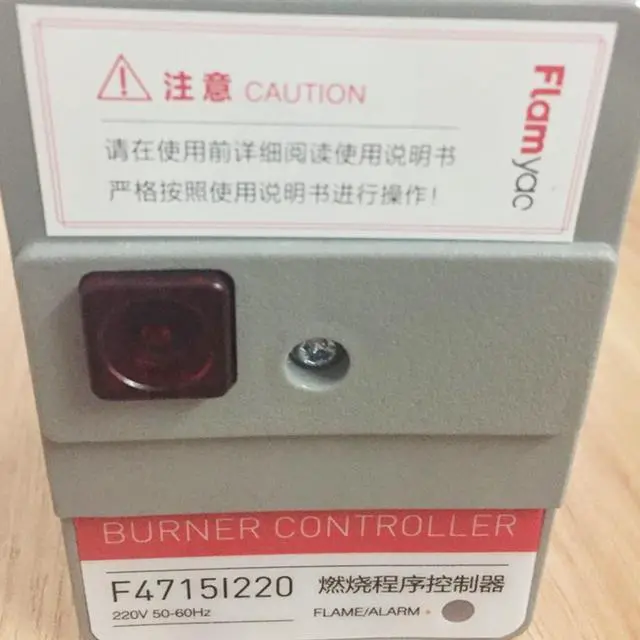 注意 CAUTION
请在使用前详细阅读使用说明书
严格按照使用说明书进行操作!
Flamyac
BURNER CONTROLLER
F4715I220 燃烧程序控制器
220V 50-60Hz FLAME/ALARM